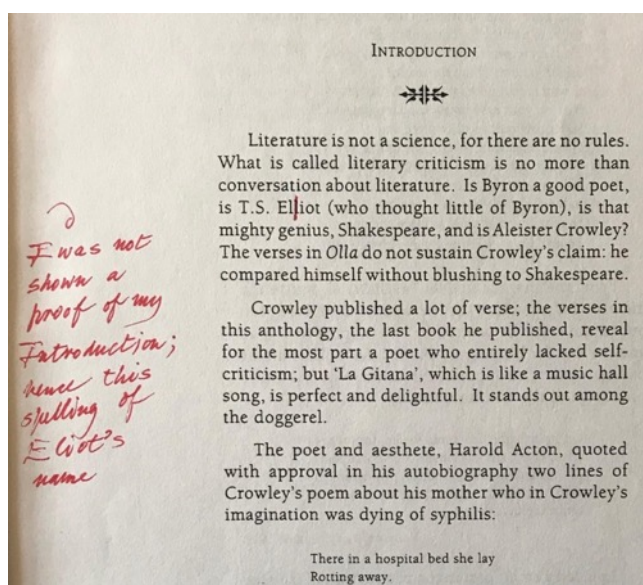 INTRODUCTION
Literature is not a science, for there are no rules.
What is called literary criticism is no more than
conversation about literature. Is Byron a good poet,
is T.S. Elliot (who thought little of Byron), is that
mighty genius, Shakespeare, and is Aleister Crowley?
The verses in Olla do not sustain Crowley's claim: he
compared himself without blushing to Shakespeare.
Crowley published a lot of verse; the verses in
this anthology, the last book he published, reveal
for the most part a poet who entirely lacked self-
criticism; but 'La Gitana', which is like a music hall
song, is perfect and delightful. It stands out among
the doggerel.
The poet and aesthete, Harold Acton, quoted
with approval in his autobiography two lines of
Crowley's poem about his mother who in Crowley's
imagination was dying of syphilis:
There in a hospital bed she lay
Rotting away.
I was not
shown a
proof of my
Introduction;
hence this
spelling of
Eliot's
name